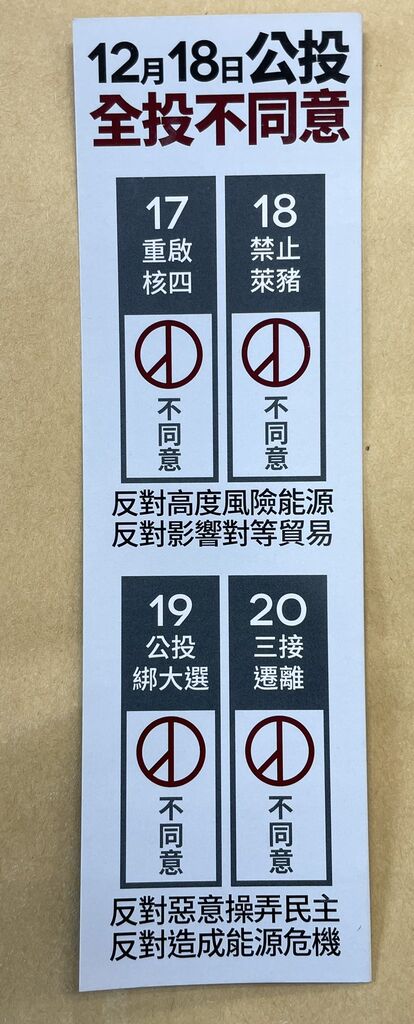 12月18日公投
全投不同意
17
重啟
核四
不同意
18
禁止
萊豬
不同意
反對高度風險能源
反對影響對等貿易
19
公投
綁大選
不同意
20
三接
遷離
不同意
反對惡意操弄民主
反對造成能源危機